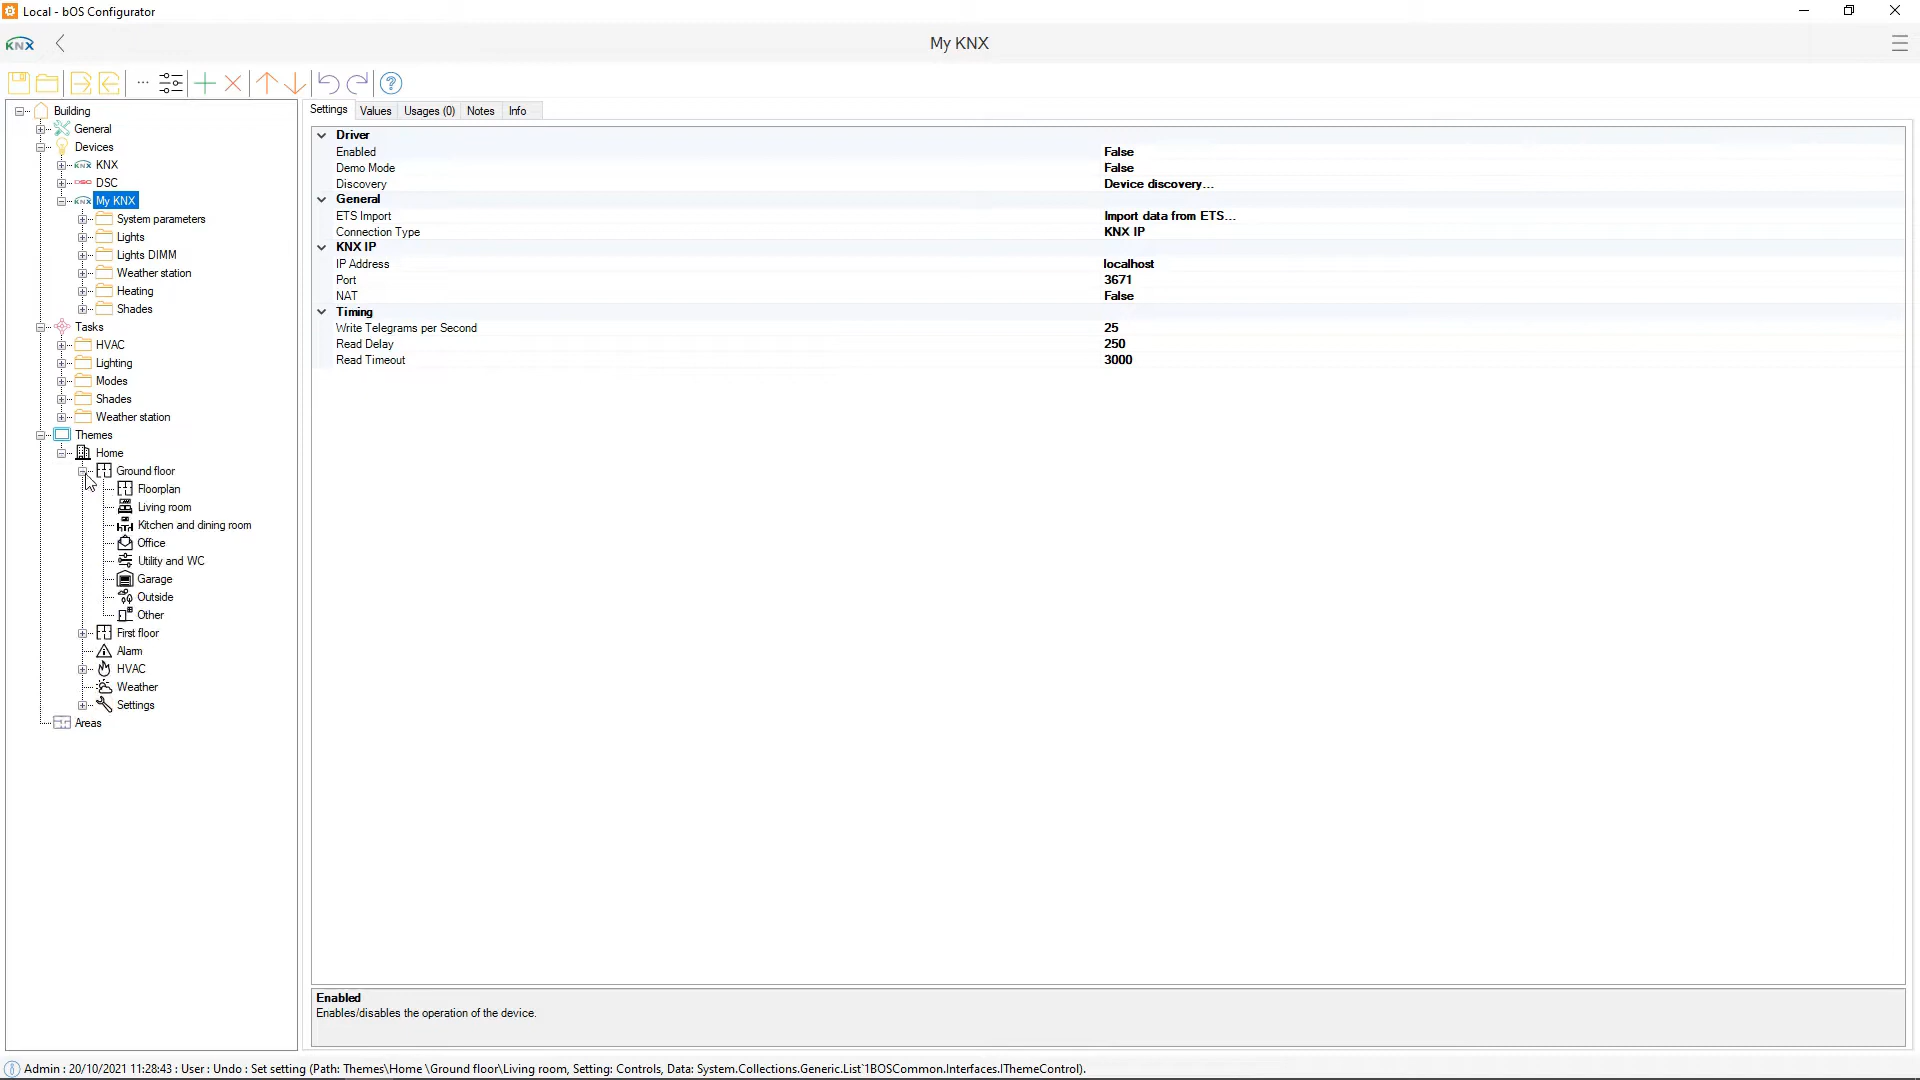 Local - bOS Configurator
KNX
My KNX
Building
General
Devices
KNX KNX
DSC DSC
KNX My KNX
System parameters
Lights
Lights DIMM
Weather station
Heating
Shades
Tasks
HVAC
Lighting
Modes
Shades
Weather station
Themes
Home
Ground floor
Floorplan
Living room
Kitchen and dining room
Office
Utility and WC
Garage
Outside
Other
First floor
Alarm
HVAC
Weather
Settings
Areas
Settings Values Usages (0) Notes Info
Driver
Enabled False
Demo Mode False
Discovery Device discovery...
General
ETS Import Import data from ETS...
Connection Type KNX IP
KNX IP
IP Address localhost
Port 3671
NAT False
Timing
Write Telegrams per Second 25
Read Delay 250
Read Timeout 3000
Enabled
Enables/disables the operation of the device.
Admin : 20/10/2021 11:28:43 : User : Undo : Set setting (Path: Themes\Home \Ground floor\Living room, Setting: Controls, Data: System.Collections.Generic.List`1BOSCommon.Interfaces.IThemeControl).